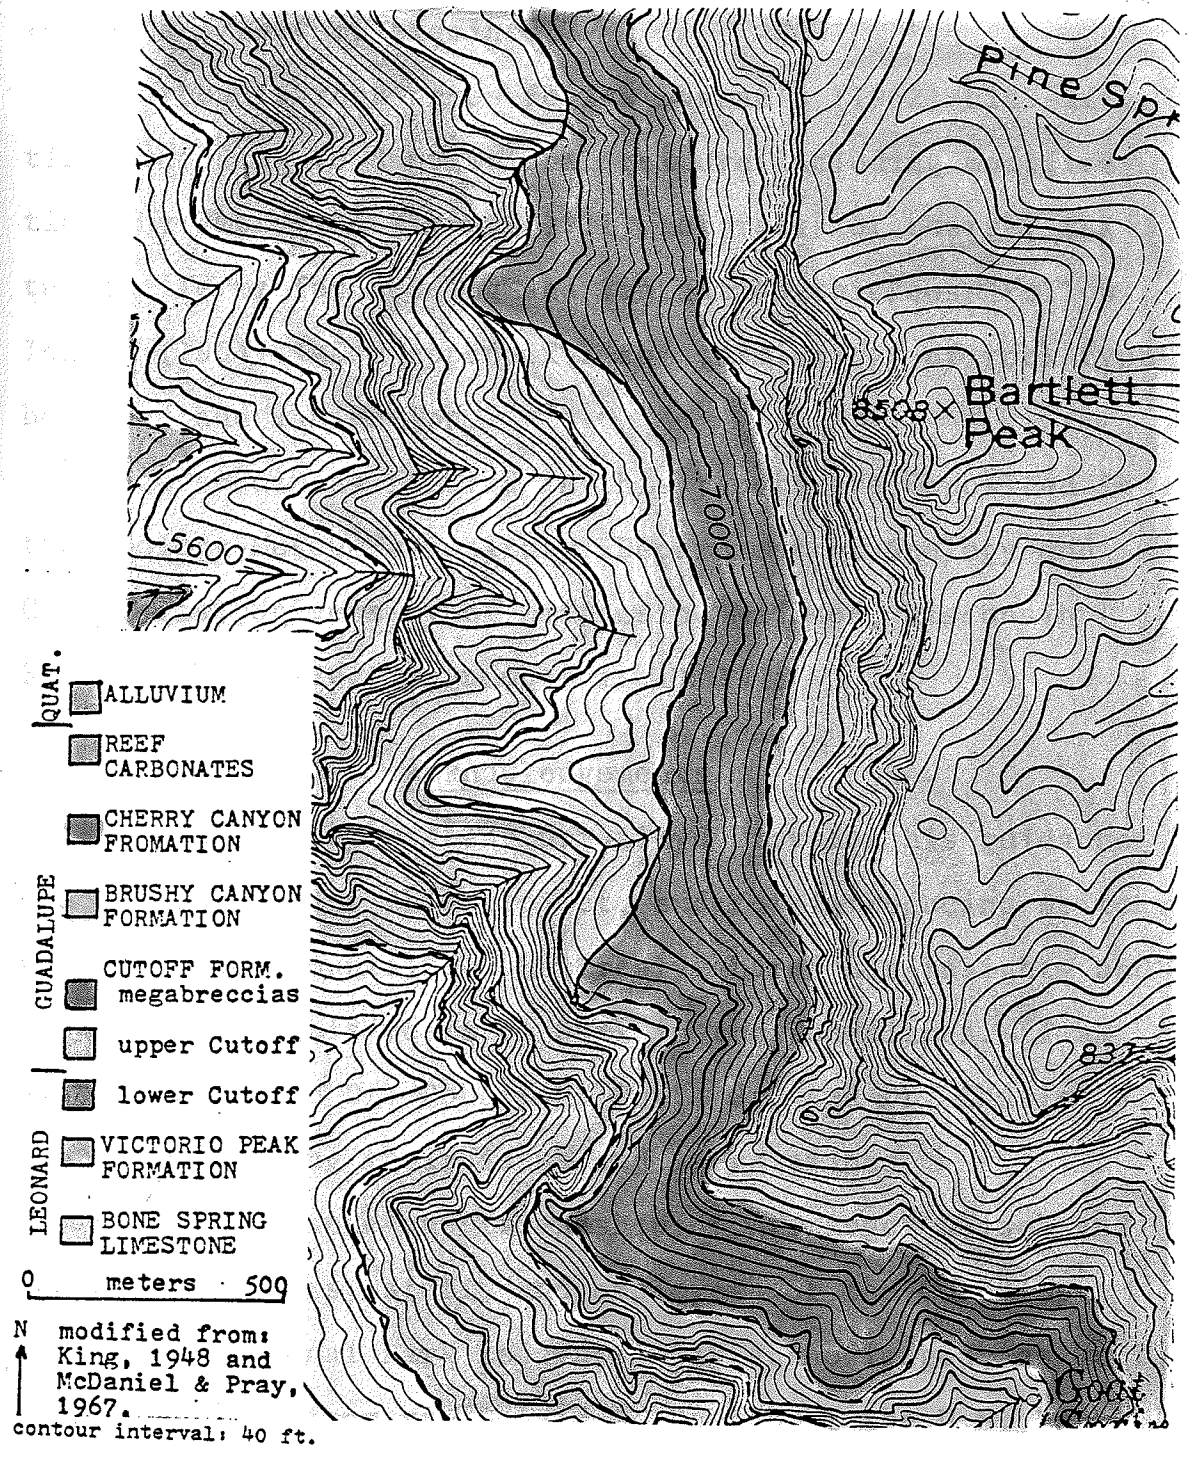 Pine Spr
8508×
Bartlett
Peak
7000
5600
QUAT.
ALLUVIUM
REEF
CARBONATES
CHERRY CANYON
FROMATION
GUADALUPE
BRUSHY CANYON
FORMATION
CUTOFF FORM.
megabreccias
upper Cutoff
lower Cutoff
LEONARD
VICTORIO PEAK
FORMATION
BONE SPRING
LIMESTONE
0 meters 500
N
modified from:
King, 1948 and
McDaniel & Pray,
1967.
contour interval: 40 ft.
Goat